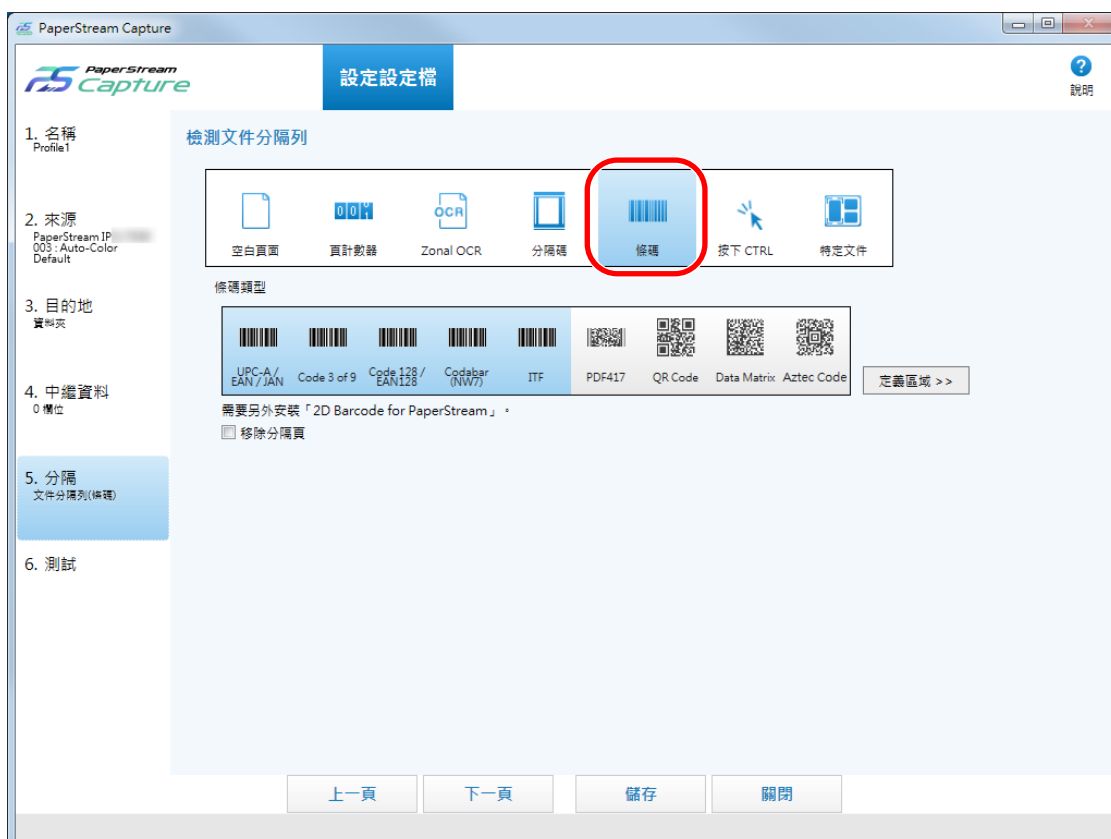 PaperStream Capture
PaperStream
Capture
設定設定檔
?
說明
1. 名稱
Profile1
2. 來源
PaperStream IP
003 : Auto-Color
Default
3. 目的地
資料夾
4. 中繼資料
0 欄位
5. 分隔
文件分隔列(條碼)
6. 測試
檢測文件分隔列
空白頁面
頁計數器
OCR
Zonal OCR
分隔碼
條碼
按下 CTRL
特定文件
條碼類型
UPC-A /
EAN / JAN
Code 3 of 9
Code 128 /
EAN128
Codabar
(NW7)
ITF
PDF417
QR Code
Data Matrix
Aztec Code
定義區域 >>
需要另外安裝「2D Barcode for PaperStream」。
移除分隔頁
上一頁
下一頁
儲存
關閉